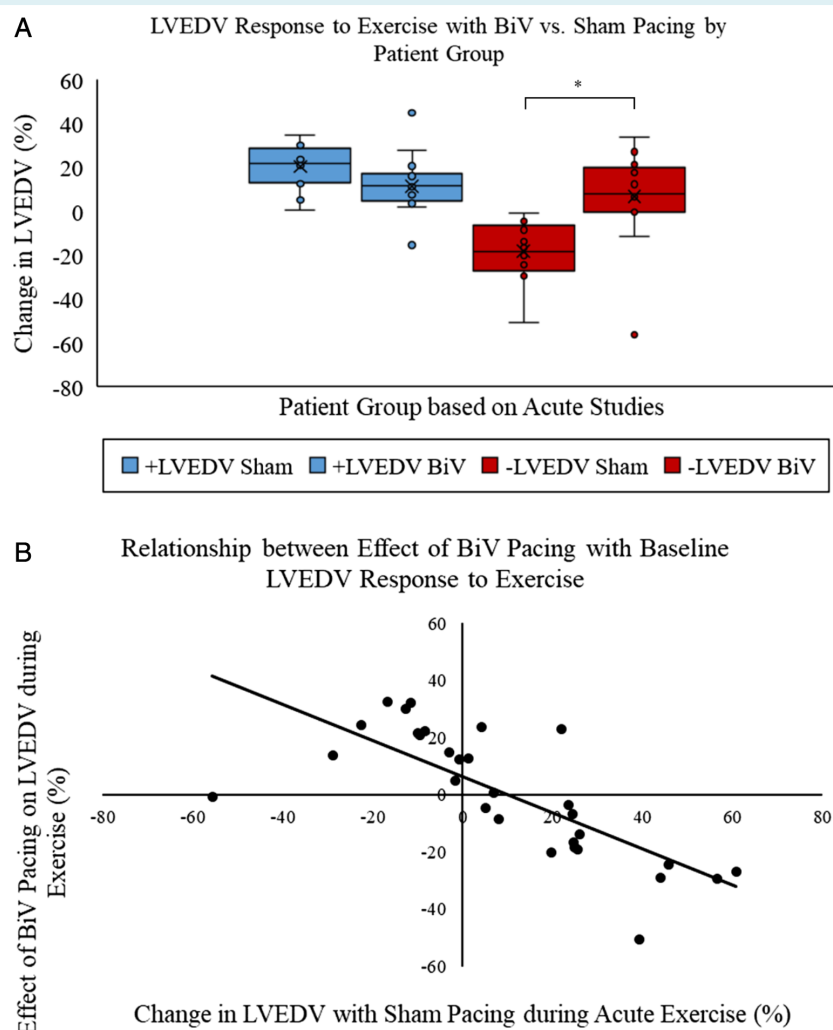 A
LVEDV Response to Exercise with BiV vs. Sham Pacing by
Patient Group
Change in LVEDV (%)
60
40
20
0
-20
-40
-60
-80
*
Patient Group based on Acute Studies
+LVEDV Sham +LVEDV BiV -LVEDV Sham -LVEDV BiV
B
Relationship between Effect of BiV Pacing with Baseline
LVEDV Response to Exercise
Effect of BiV Pacing on LVEDV during
Exercise (%)
60
40
20
0
-20
-40
-60
-80 -60 -40 -20 0 20 40 60 80
Change in LVEDV with Sham Pacing during Acute Exercise (%)